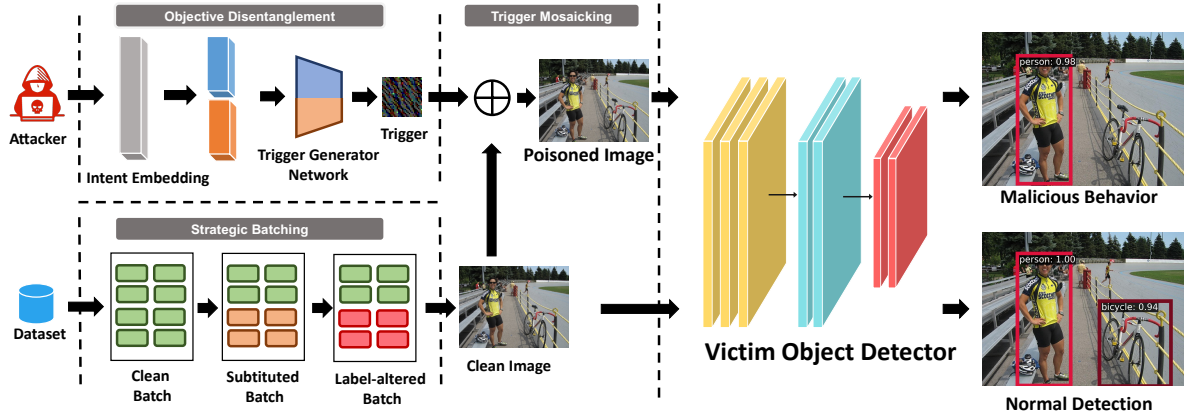 Objective Disentanglement
Trigger Mosaicking
Attacker
Intent Embedding
Trigger Generator
Network
Trigger
Poisoned Image
person: 0.98
Malicious Behavior
Strategic Batching
Dataset
Clean
Batch
Subtituted
Batch
Label-altered
Batch
Clean Image
Victim Object Detector
person: 1.00
bicycle: 0.94
Normal Detection